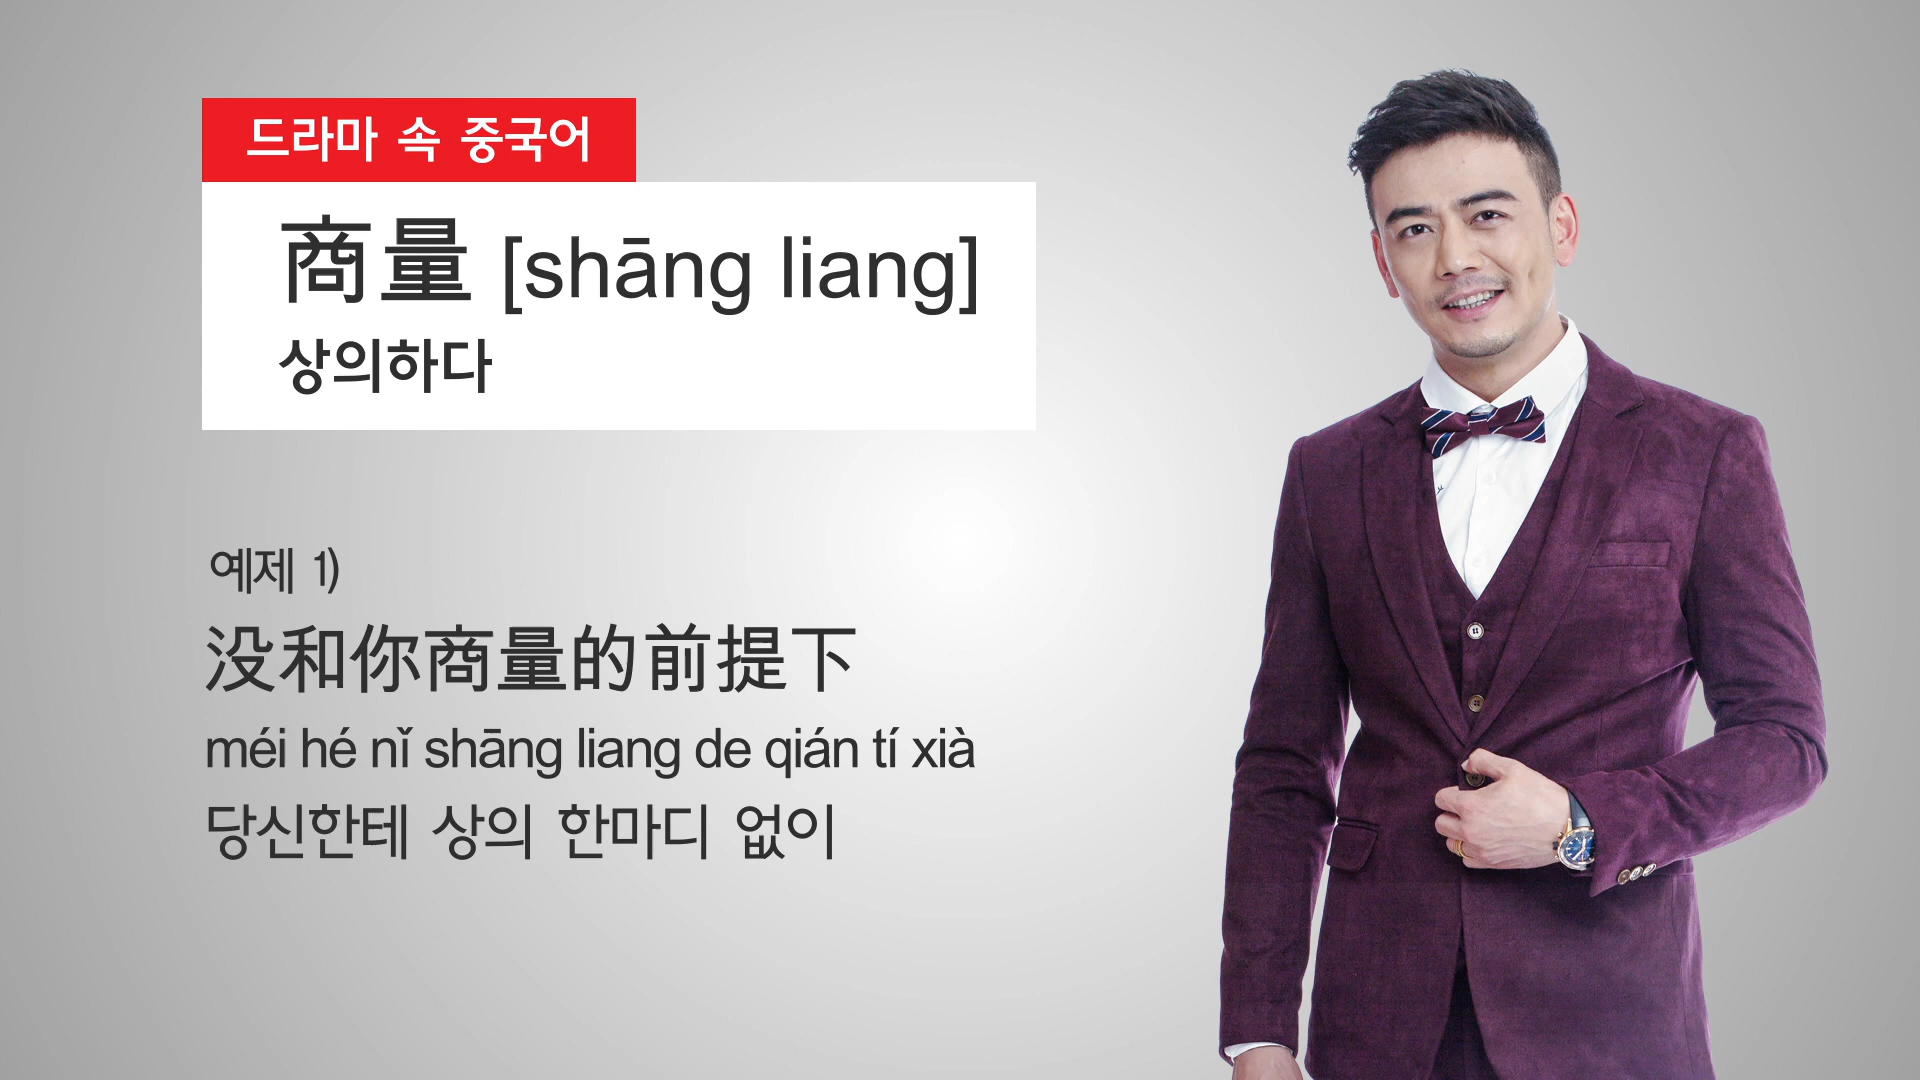 드라마 속 중국어
商量 [shāng liang]
상의하다
예제 1)
没和你商量的前提下
méi hé nǐ shāng liang de qián tí xià
당신한테 상의 한마디 없이